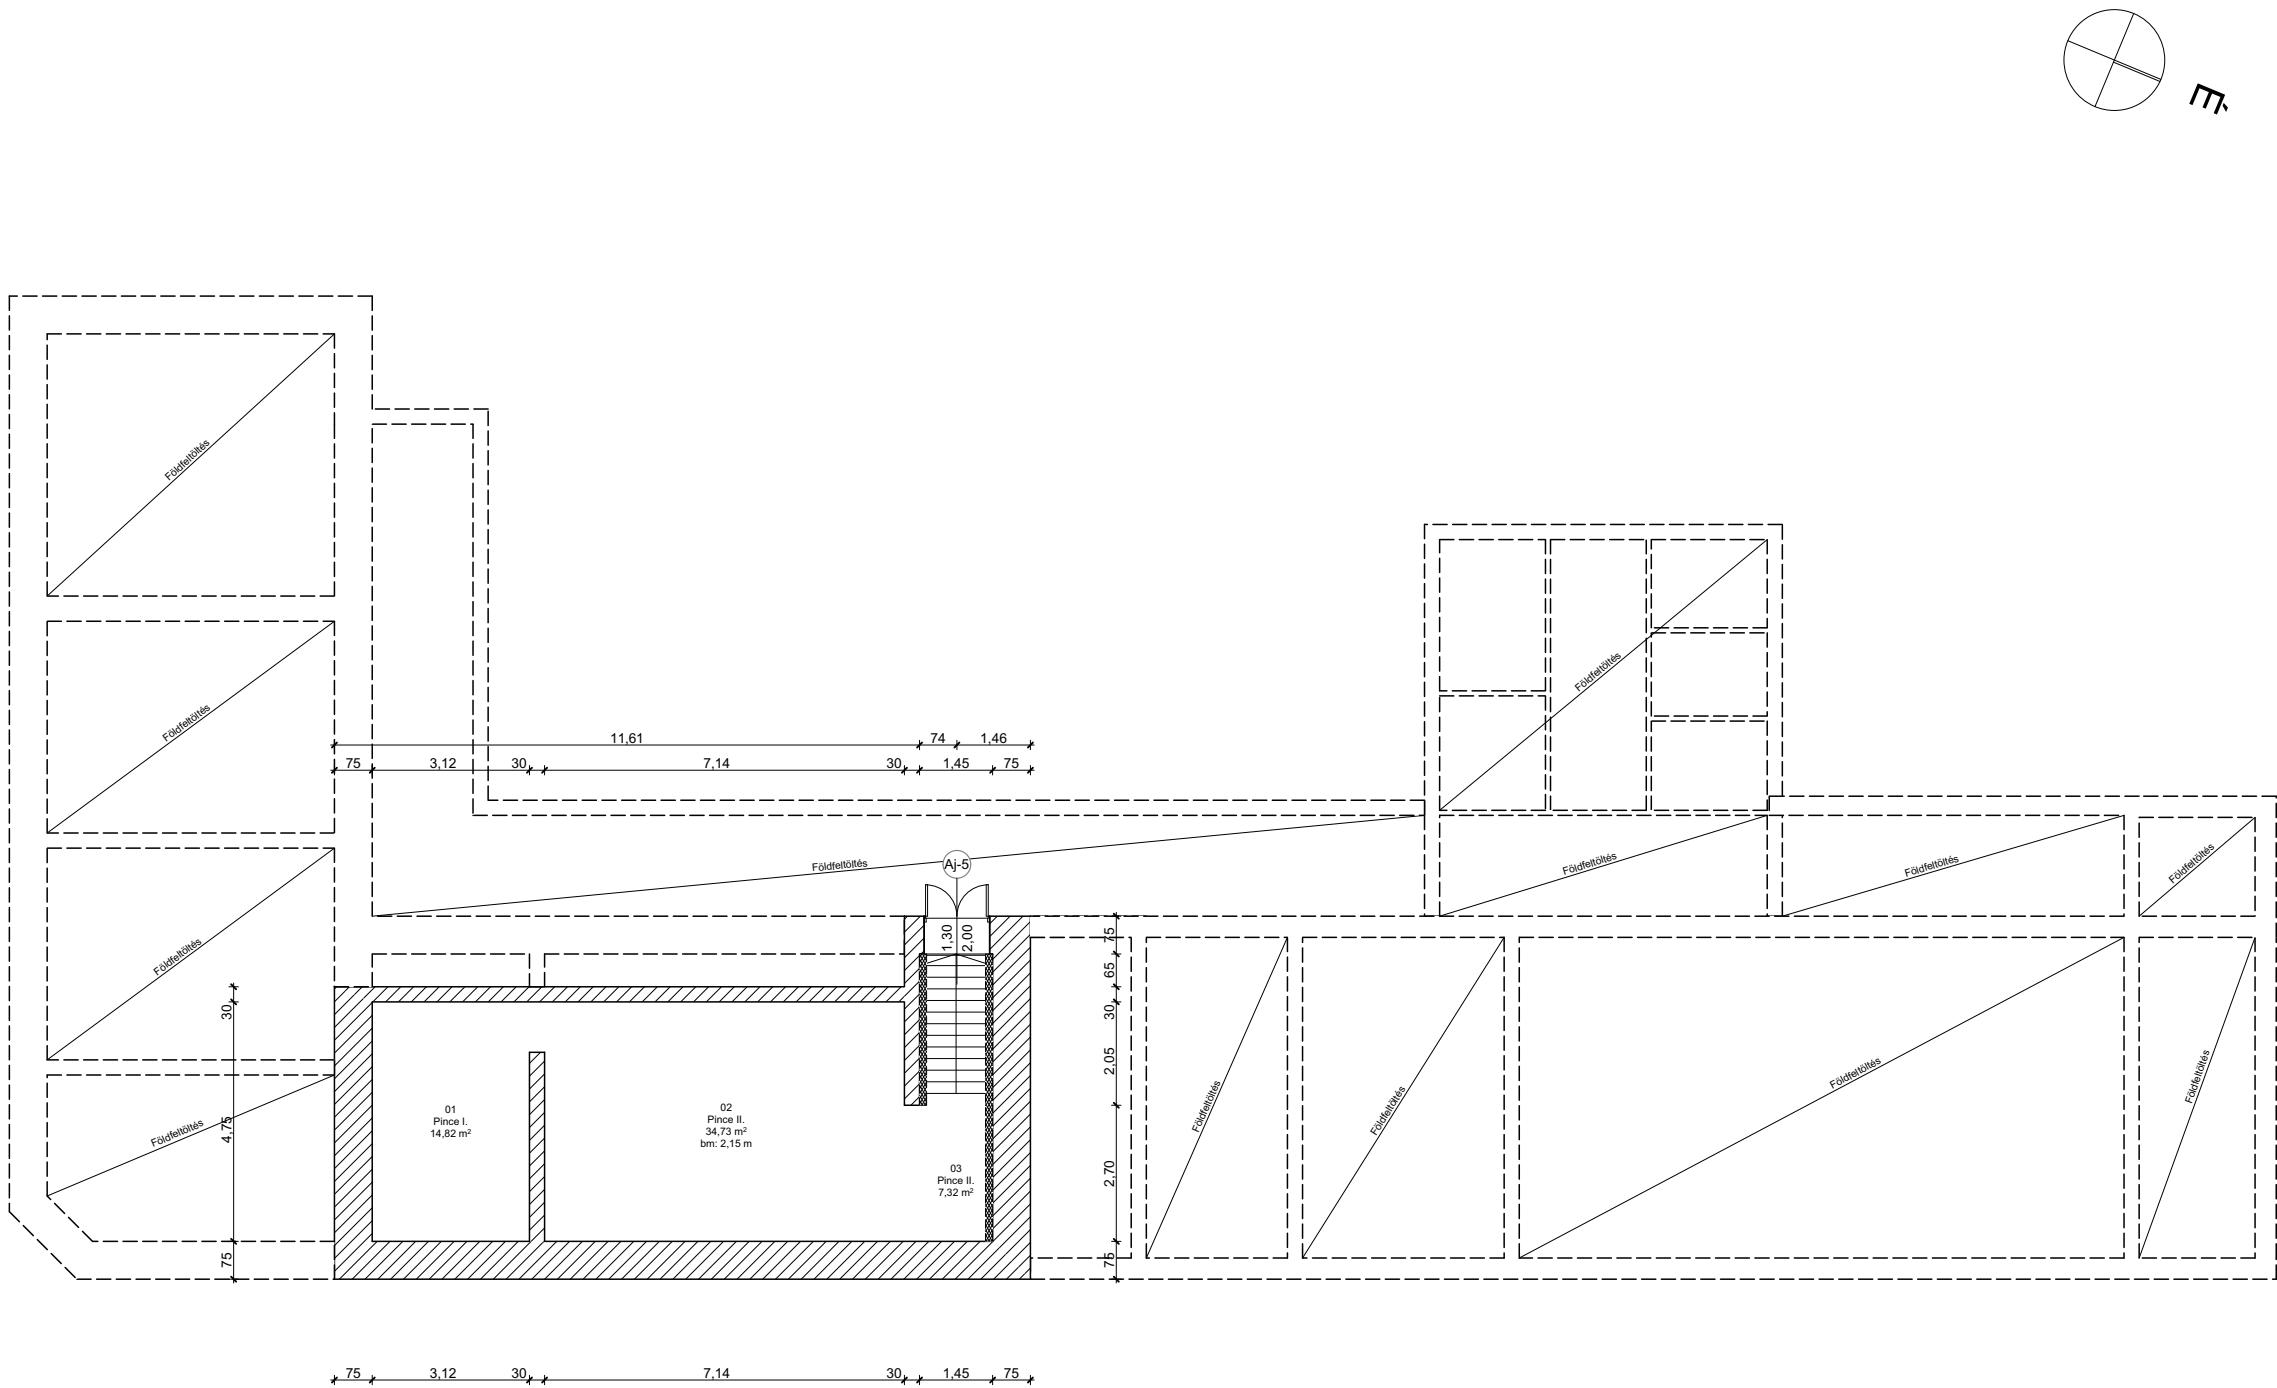 É
Földfeltöltés
Földfeltöltés
Földfeltöltés
11,61
74
1,46
75
3,12
30
7,14
30
1,45
75
Földfeltöltés
Aj-5
Földfeltöltés
Földfeltöltés
Földfeltöltés
Földfeltöltés
1,30
2,00
75
65
30
2,05
2,70
75
30
4,75
75
Földfeltöltés
01
Pince I.
14,82 m²
02
Pince II.
34,73 m²
bm: 2,15 m
03
Pince II.
7,32 m²
Földfeltöltés
Földfeltöltés
Földfeltöltés
Földfeltöltés
75
3,12
30
7,14
30
1,45
75